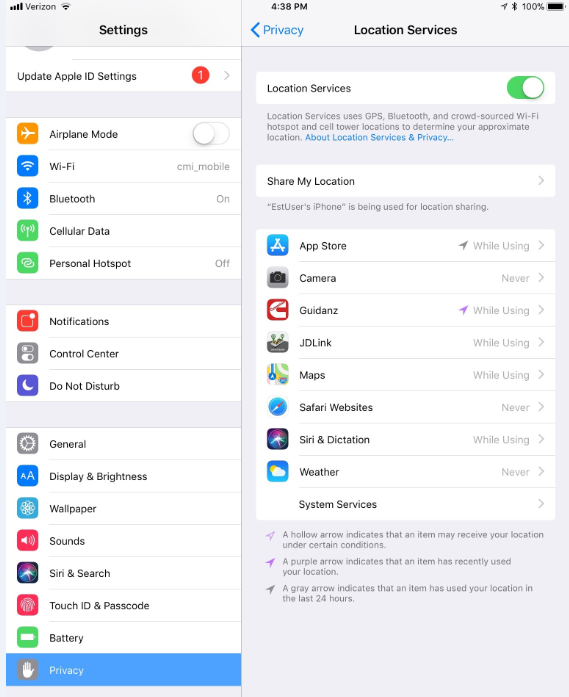 Verizon
4:38 PM
100%
Settings
Privacy
Location Services
Update Apple ID Settings
1
Airplane Mode
Wi-Fi
cmi_mobile
Bluetooth
On
Cellular Data
Personal Hotspot
Off
Notifications
Control Center
Do Not Disturb
General
Display & Brightness
Wallpaper
Sounds
Siri & Search
Touch ID & Passcode
Battery
Privacy
Location Services
Location Services uses GPS, Bluetooth, and crowd-sourced Wi-Fi
hotspot and cell tower locations to determine your approximate
location. About Location Services & Privacy...
Share My Location
“EstUser's iPhone” is being used for location sharing.
App Store
While Using
Camera
Never
Guidanz
While Using
JDLink
While Using
Maps
While Using
Safari Websites
Never
Siri & Dictation
While Using
Weather
Never
System Services
A hollow arrow indicates that an item may receive your location
under certain conditions.
A purple arrow indicates that an item has recently used
your location.
A gray arrow indicates that an item has used your location in
the last 24 hours.